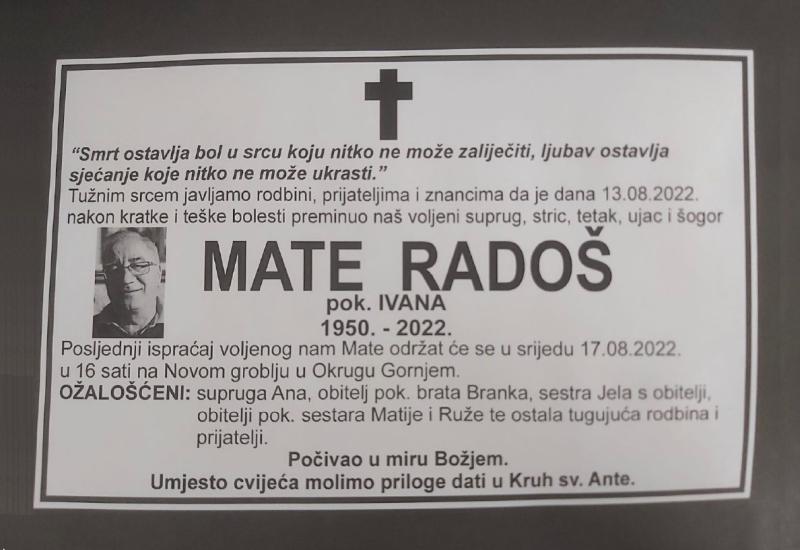 “Smrt ostavlja bol u srcu koju nitko ne može zaliječiti, ljubav ostavlja
sjećanje koje nitko ne može ukrasti.”
Tužnim srcem javljamo rodbini, prijateljima i znancima da je dana 13.08.2022.
nakon kratke i teške bolesti preminuo naš voljeni suprug, stric, tetak, ujac i šogor
MATE RADOŠ
pok. IVANA
1950. - 2022.
Posljednji ispraćaj voljenog nam Mate održat će se u srijedu 17.08.2022.
u 16 sati na Novom groblju u Okrugu Gornjem.
OŽALOŠĆENI: supruga Ana, obitelj pok. brata Branka, sestra Jela s obitelji,
obitelji pok. sestara Matije i Ruže te ostala tugujuća rodbina i
prijatelji.
Počivao u miru Božjem.
Umjesto cvijeća molimo priloge dati u Kruh sv. Ante.